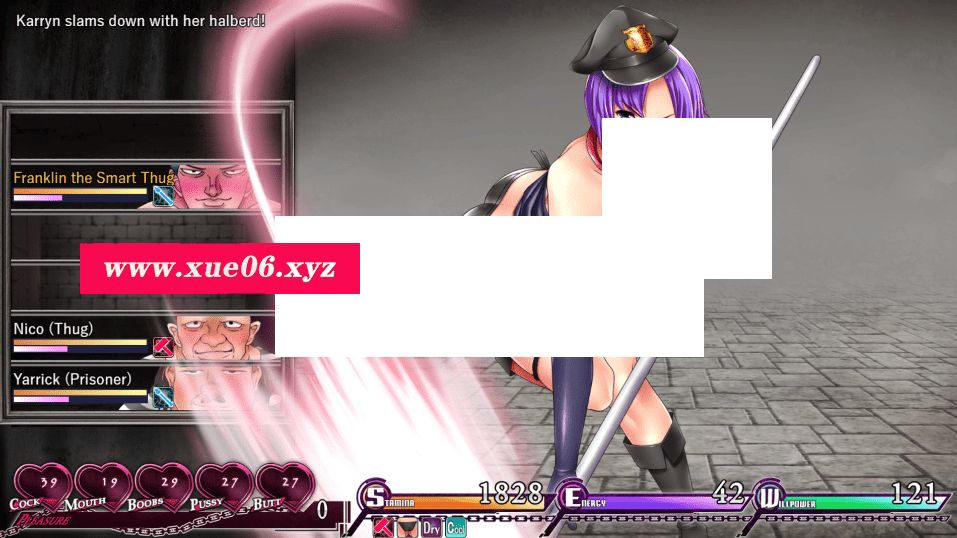 Karryn slams down with her halberd!
Franklin the Smart Thug
www.xue06.xyz
Nico (Thug)
Yarrick (Prisoner)
39 19 29 27 27
Cock Mouth Boobs Pussy Butt
Pleasure 0
Stamina 1828 Energy 42 Willpower 121
Dry Cool